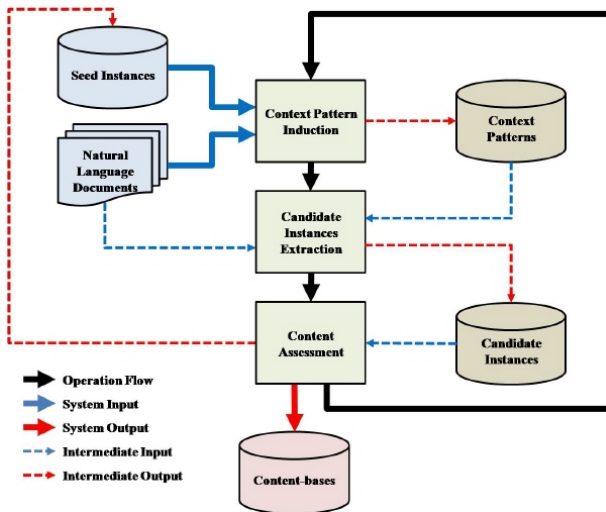 Seed Instances
Natural
Language
Documents
Context Pattern
Induction
Context
Patterns
Candidate
Instances
Extraction
Content
Assessment
Candidate
Instances
Operation Flow
System Input
System Output
Intermediate Input
Intermediate Output
Content-bases